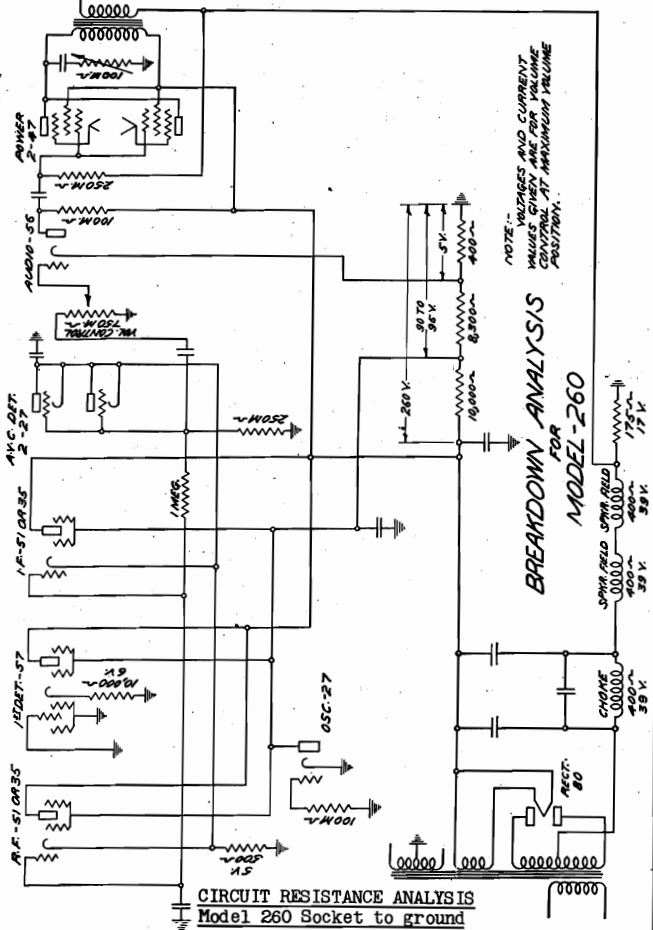 POWER
2-47
100M.~
250M~
100M~
AUDIO-56
VOL. CONTROL
750M.~
A.V.C. DET.
2-27
250M~
I.F.-51 OR 35
1 MEG.
1ST DET.-57
10,000~
6V.
R.F.-51 OR 35
5V.
500~
OSC.-27
100M~
5V.
400~
90 TO
95 V.
8,300~
260 V.
10,000~
NOTE:-
VOLTAGES AND CURRENT
VALUES GIVEN ARE FOR VOLUME
CONTROL AT MAXIMUM VOLUME
POSITION.
BREAKDOWN ANALYSIS
FOR
MODEL-260
175~
17 V.
SPKR. FIELD
400~
39 V.
SPKR. FIELD
400~
39 V.
CHOKE
400~
39 V.
RECT.-
80
CIRCUIT RESISTANCE ANALYSIS
Model 260 Socket to ground